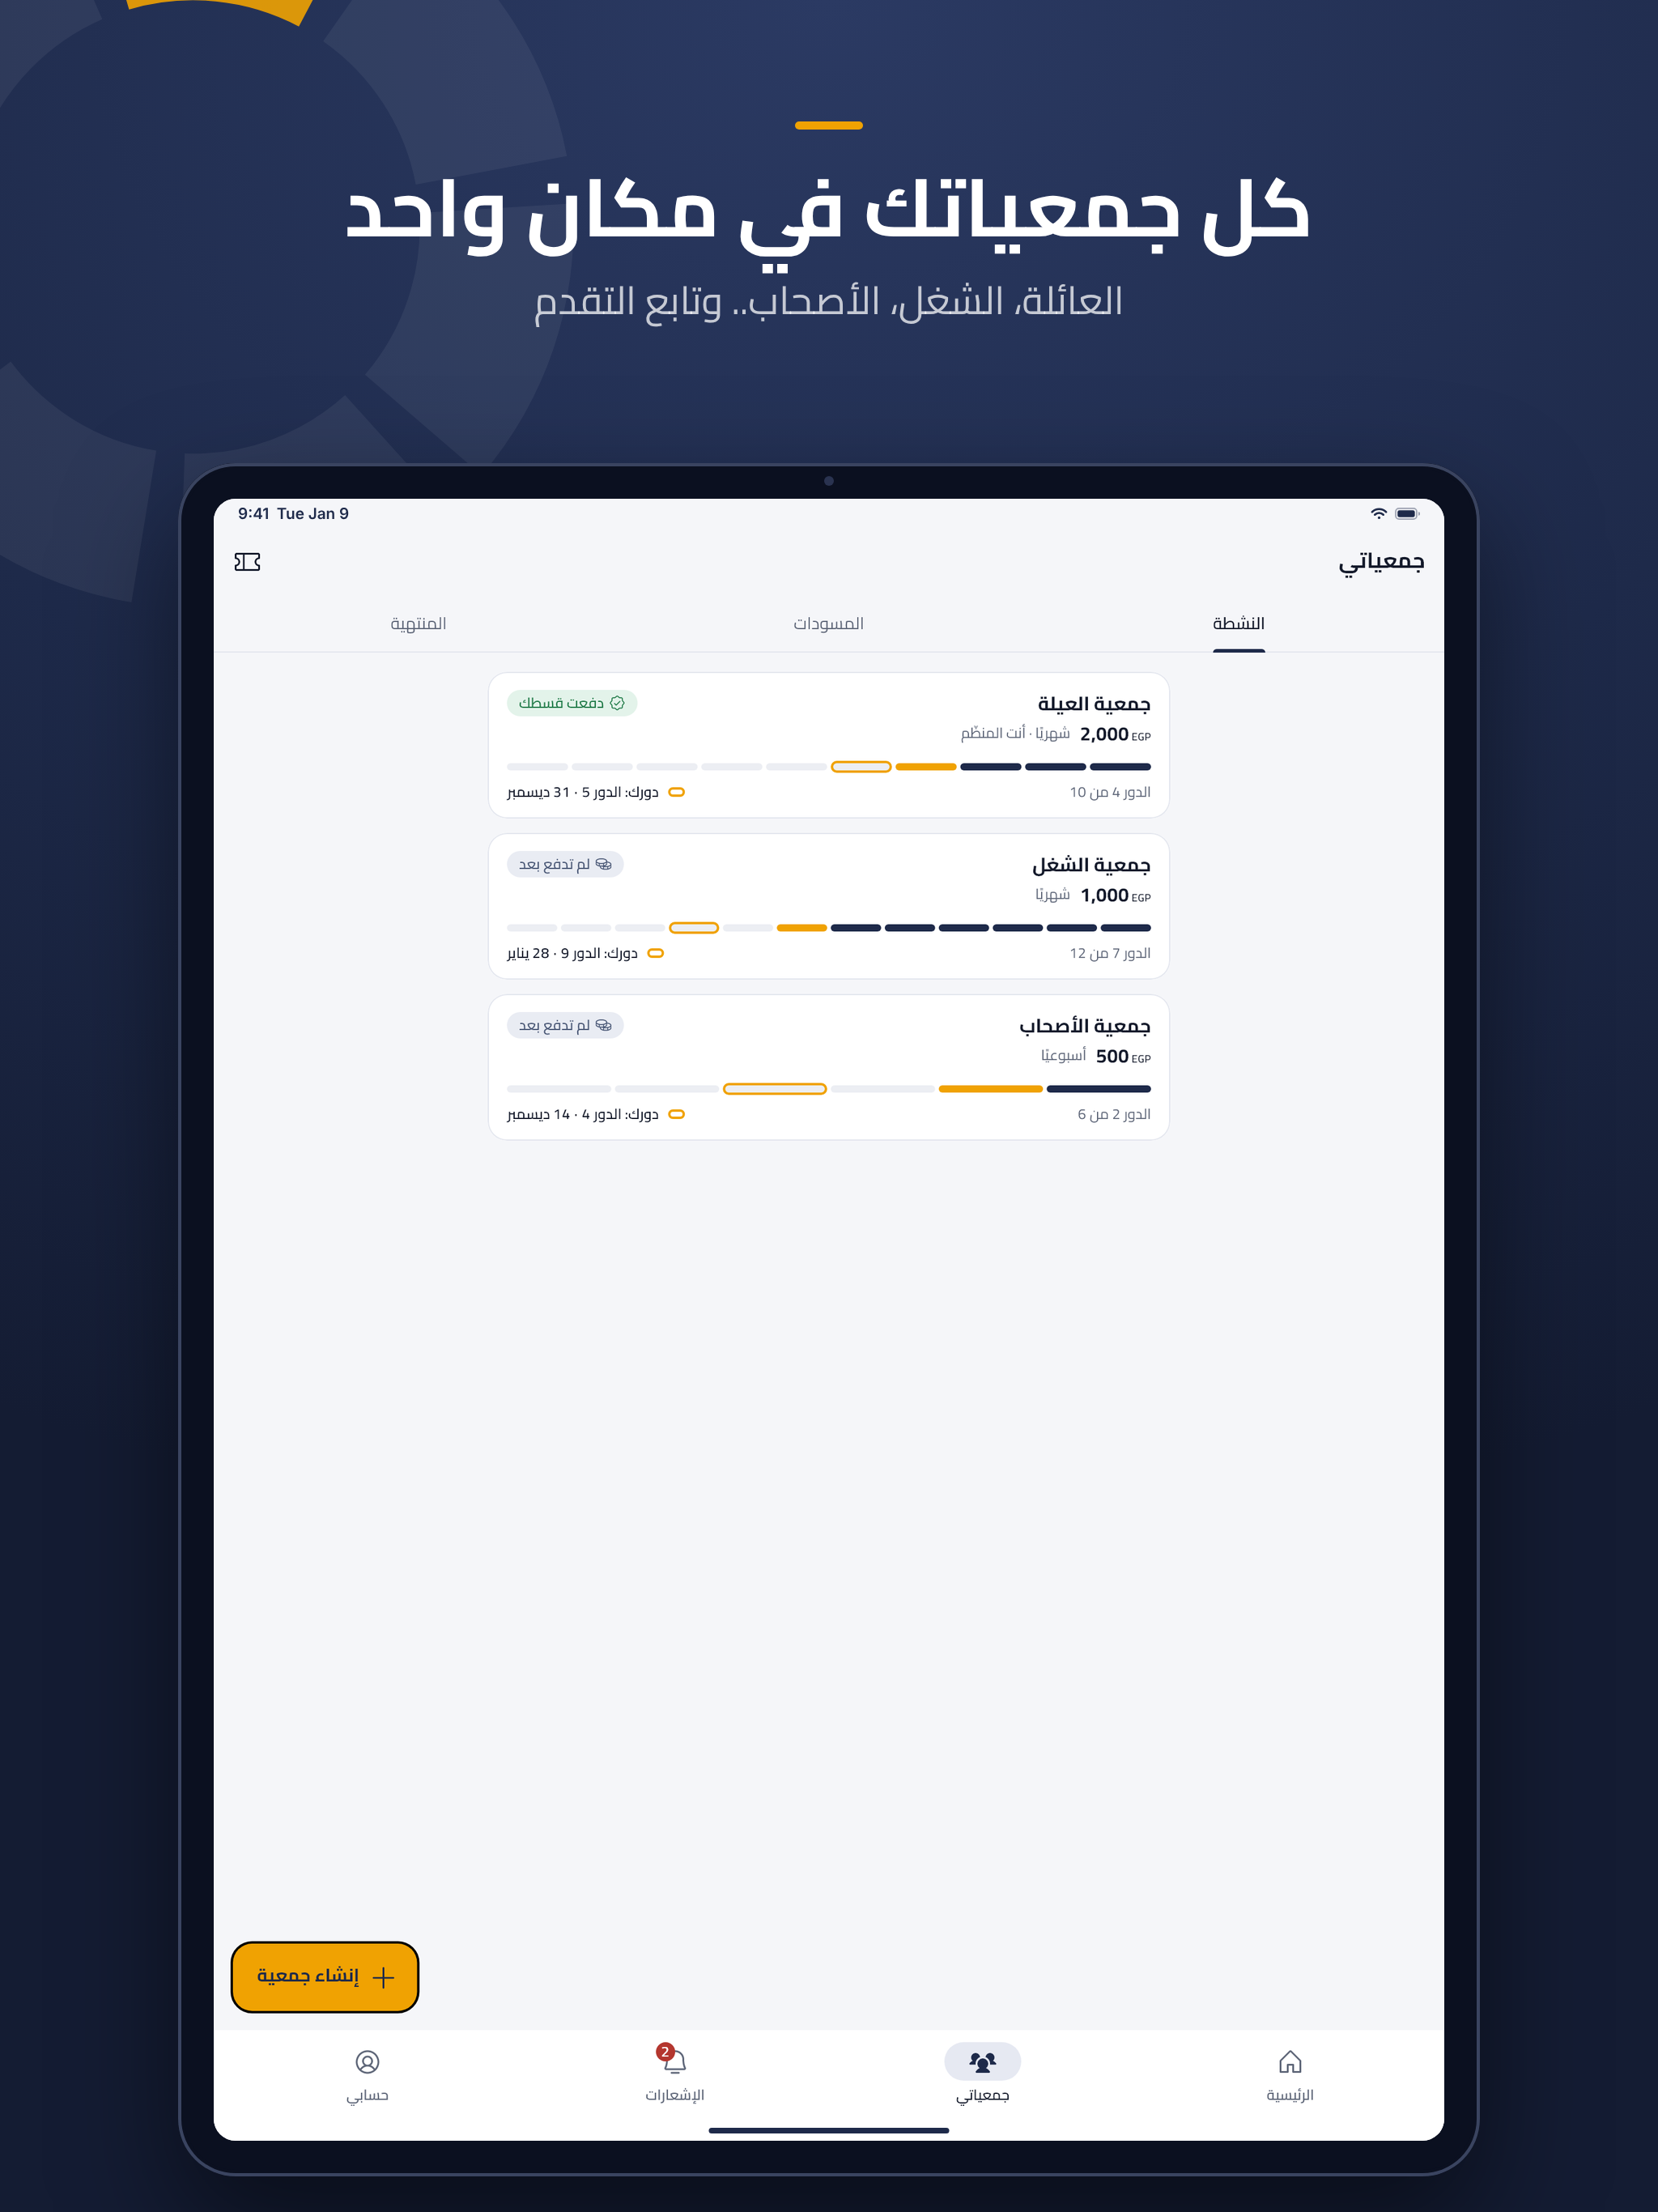 كل جمعياتك في مكان واحد
العائلة، الشغل، الأصحاب.. وتابع التقدم
9:41 Tue Jan 9
جمعياتي
النشطة
المسودات
المنتهية
جمعية العيلة
دفعت قسطك
2,000 EGP شهريًا · أنت المنظّم
الدور 4 من 10
دورك: الدور 5 · 31 ديسمبر
جمعية الشغل
لم تدفع بعد
1,000 EGP شهريًا
الدور 7 من 12
دورك: الدور 9 · 28 يناير
جمعية الأصحاب
لم تدفع بعد
500 EGP أسبوعيًا
الدور 2 من 6
دورك: الدور 4 · 14 ديسمبر
إنشاء جمعية
الرئيسية
جمعياتي
2
الإشعارات
حسابي